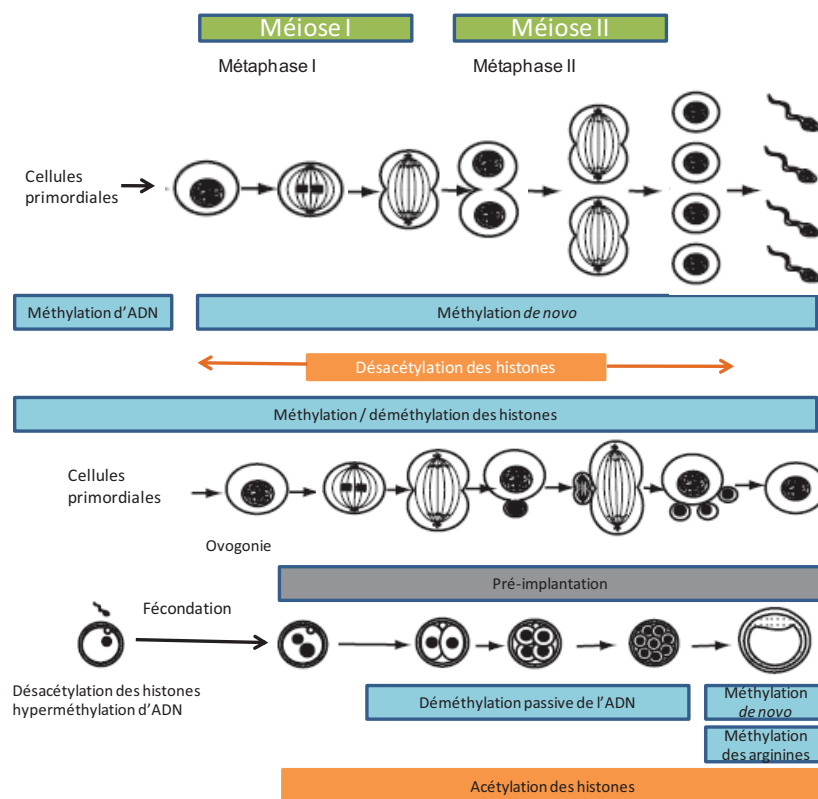 Méiose I
Méiose II
Métaphase I
Métaphase II
Cellules
primordiales
Méthylation d'ADN
Méthylation de novo
Désacétylation des histones
Méthylation / déméthylation des histones
Cellules
primordiales
Ovogonie
Pré-implantation
Fécondation
Désacétylation des histones
hyperméthylation d'ADN
Déméthylation passive de l'ADN
Méthylation
de novo
Méthylation
des arginines
Acétylation des histones